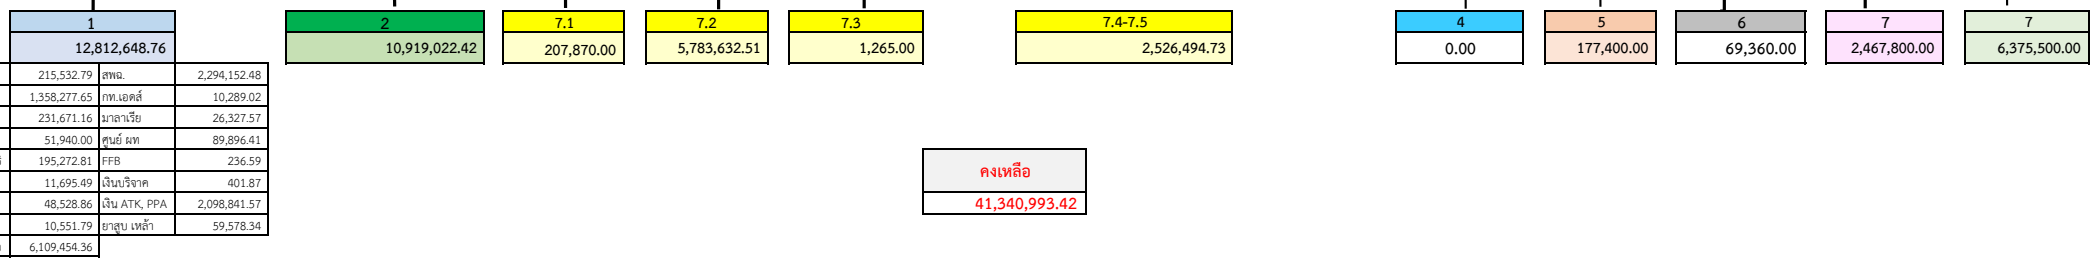 1 2 7.1 7.2 7.3 7.4-7.5 4 5 6 7 7
12,812,648.76 10,919,022.42 207,870.00 5,783,632.51 1,265.00 2,526,494.73 0.00 177,400.00 69,360.00 2,467,800.00 6,375,500.00
215,532.79 สพฉ. 2,294,152.48
1,358,277.65 กท.เอดส์ 10,289.02
231,671.16 มาลาเรีย 26,327.57
51,940.00 ศูนย์ ผท 89,896.41
195,272.81 FFB 236.59
11,695.49 เงินบริจาค 401.87
48,528.86 เงิน ATK, PPA 2,098,841.57
10,551.79 ยาสูบ เหล้า 59,578.34
6,109,454.36
คงเหลือ
41,340,993.42